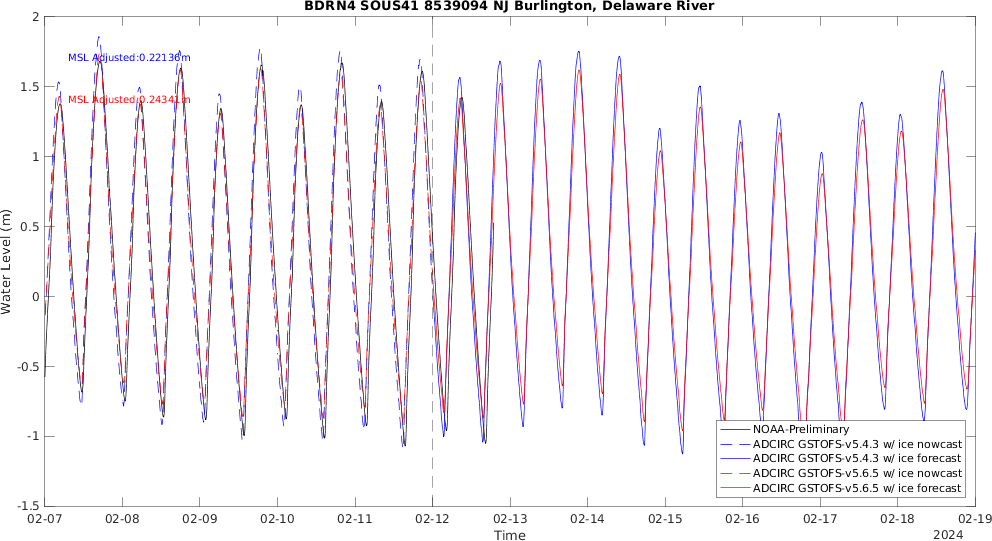 BDRN4 SOUS41 8539094 NJ Burlington, Delaware River
2
1.5
1
0.5
0
-0.5
-1
-1.5
Water Level (m)
MSL Adjusted:0.22136m
MSL Adjusted:0.24341m
NOAA-Preliminary
ADCIRC GSTOFS-v5.4.3 w/ ice nowcast
ADCIRC GSTOFS-v5.4.3 w/ ice forecast
ADCIRC GSTOFS-v5.6.5 w/ ice nowcast
ADCIRC GSTOFS-v5.6.5 w/ ice forecast
02-07 02-08 02-09 02-10 02-11 02-12 02-13 02-14 02-15 02-16 02-17 02-18 02-19
Time
2024